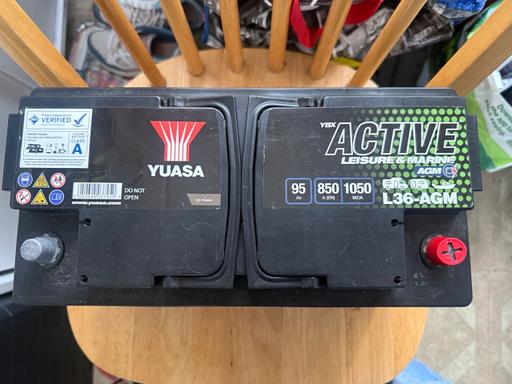 VERIFIED
CLASS
A
YUASA
DO NOT
OPEN
www.yuasa.com
YBX
ACTIVE
LEISURE & MARINE
AGM
95
Ah
850
A (EN)
1050
MCA
L36-AGM